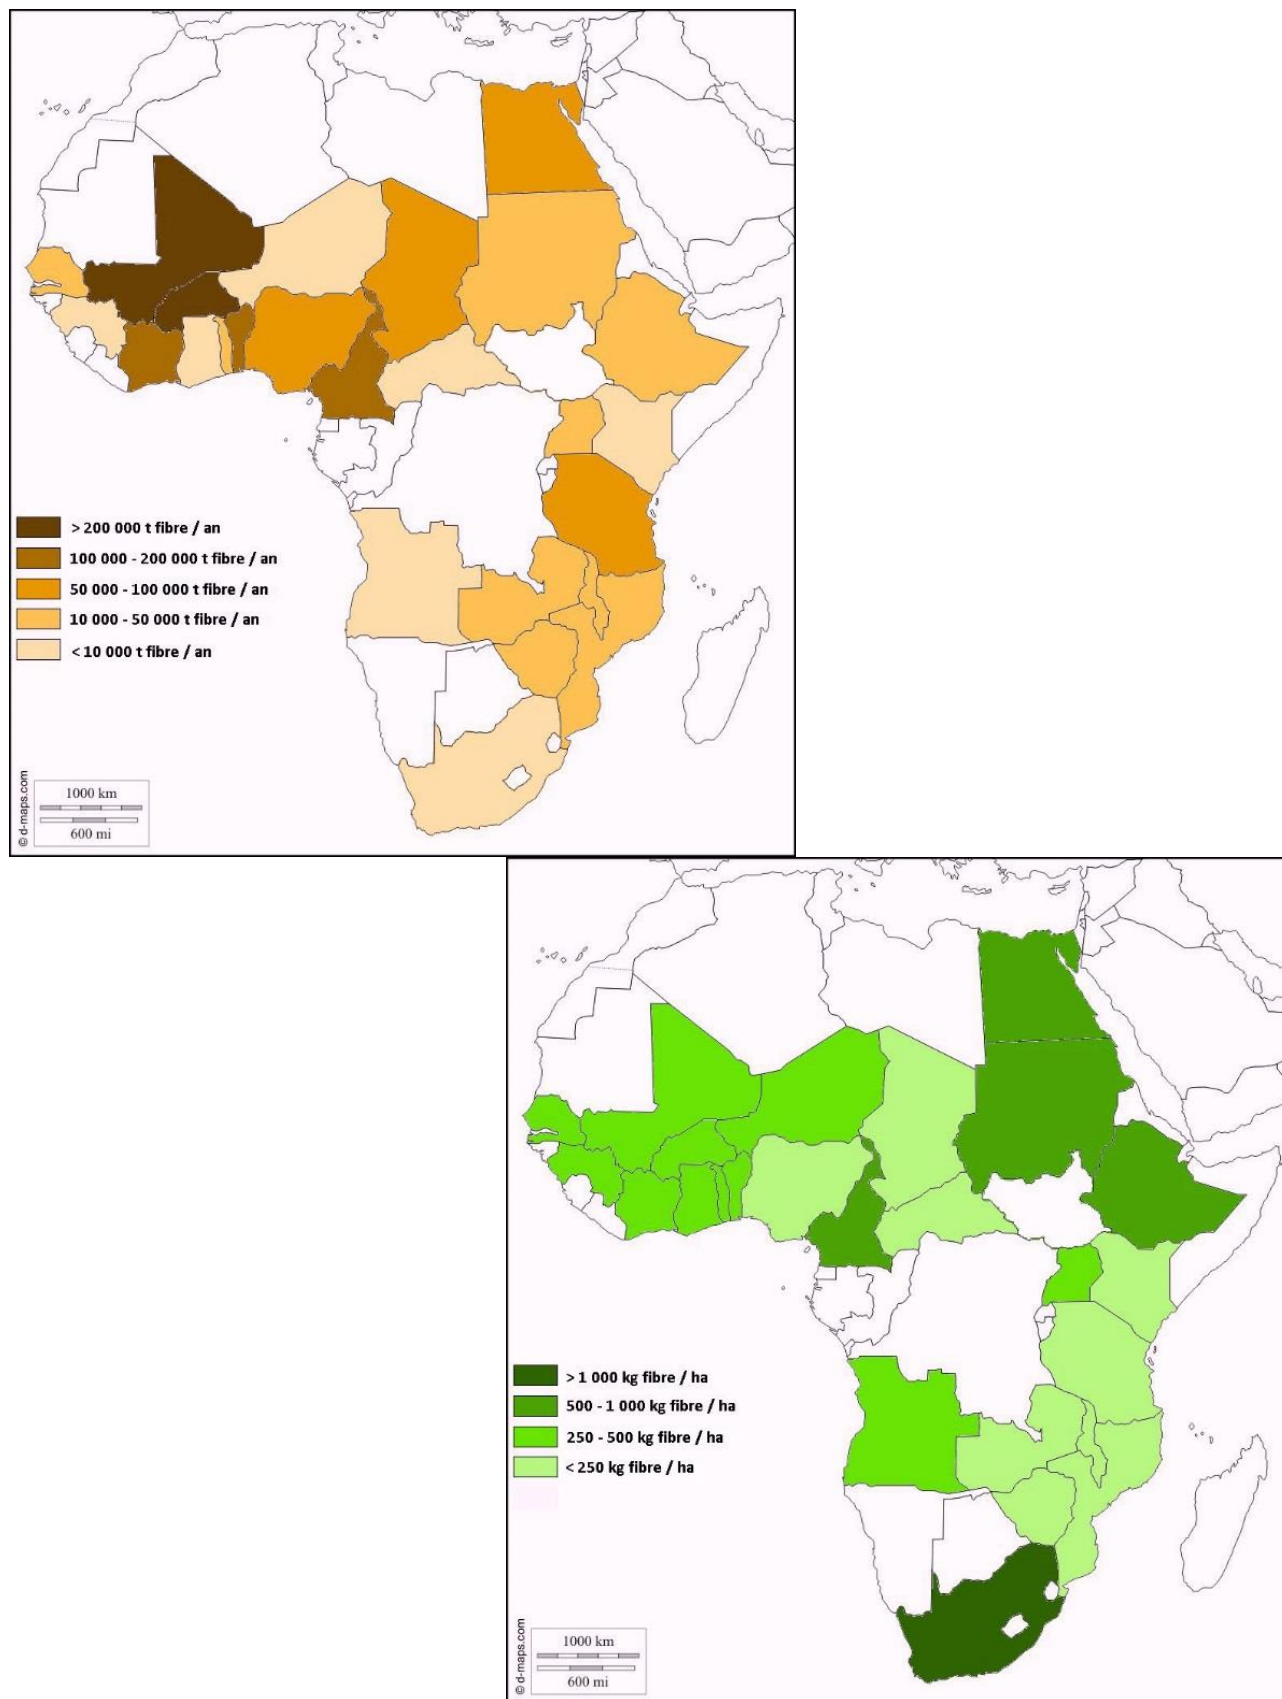 > 200 000 t fibre / an
100 000 - 200 000 t fibre / an
50 000 - 100 000 t fibre / an
10 000 - 50 000 t fibre / an
< 10 000 t fibre / an
1000 km
600 mi
© d-maps.com
> 1 000 kg fibre / ha
500 - 1 000 kg fibre / ha
250 - 500 kg fibre / ha
< 250 kg fibre / ha
1000 km
600 mi
© d-maps.com